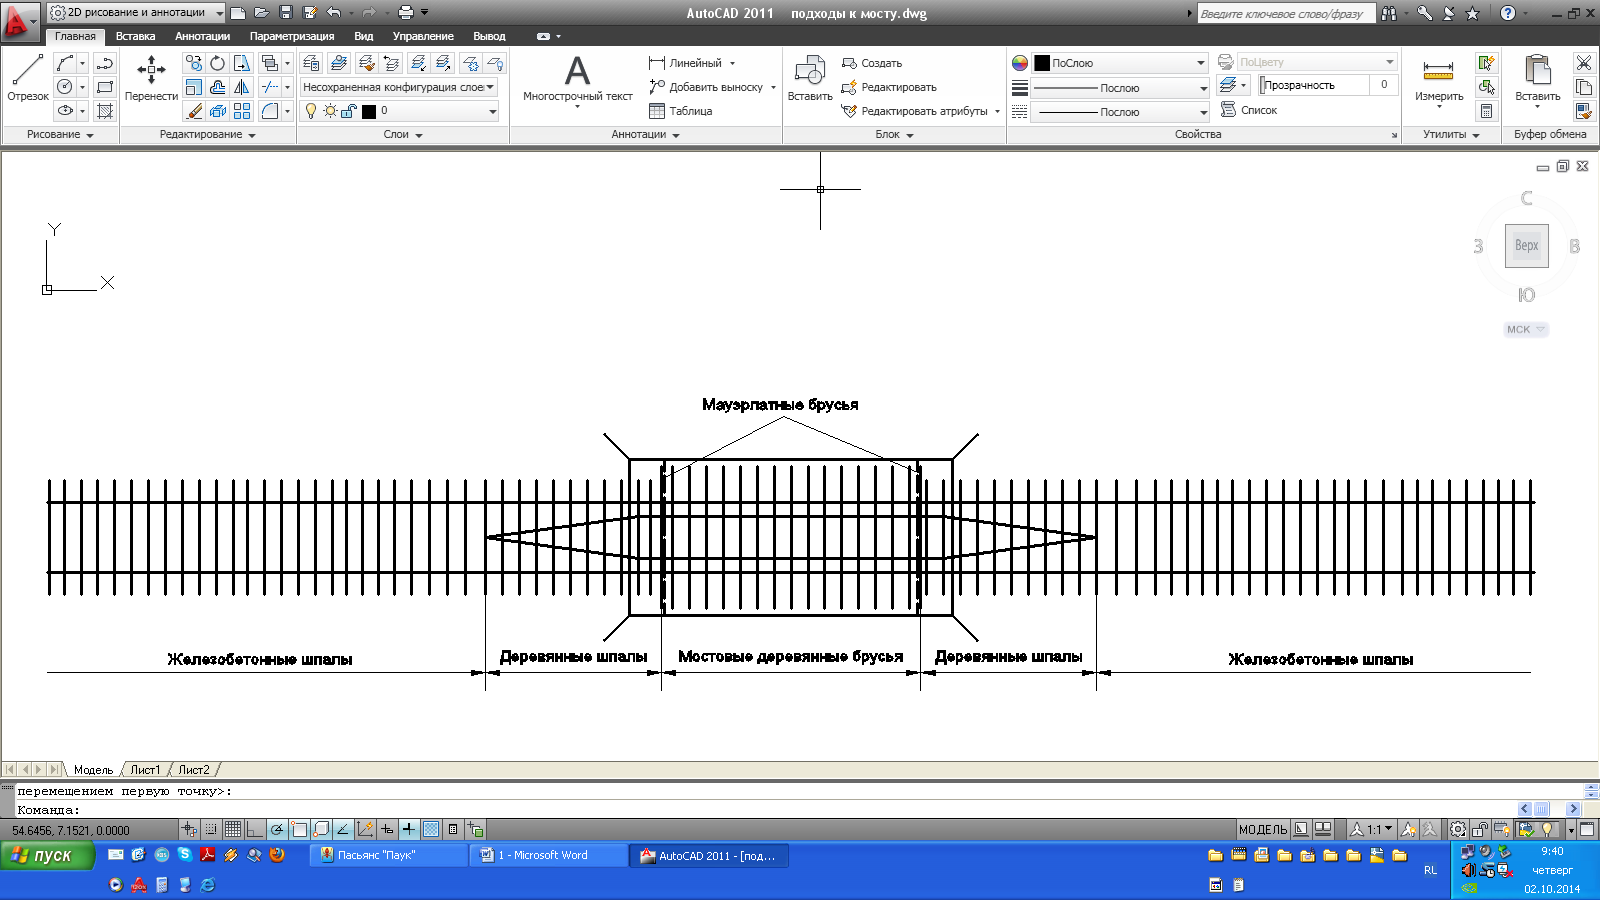 2D рисование и аннотации
AutoCAD 2011 подходы к мосту.dwg
Введите ключевое слово/фразу
Главная Вставка Аннотации Параметризация Вид Управление Вывод
Отрезок
Перенести
Несохраненная конфигурация слоев
0
Многострочный текст
Линейный
Добавить выноску
Таблица
Вставить
Создать
Редактировать
Редактировать атрибуты
ПоСлою
Послою
Послою
ПоЦвету
Прозрачность 0
Список
Измерить
Вставить
Рисование Редактирование Слои Аннотации Блок Свойства Утилиты Буфер обмена
С
З Верх В
Ю
МСК
Y
X
Мауэрлатные брусья
Железобетонные шпалы
Деревянные шпалы
Мостовые деревянные брусья
Деревянные шпалы
Железобетонные шпалы
Модель Лист1 Лист2
перемещением первую точку>:
Команда:
54.6456, 7.1521, 0.0000
МОДЕЛЬ
1:1
пуск
Пасьянс "Паук"
1 - Microsoft Word
AutoCAD 2011 - [под...
RL
9:40
четверг
02.10.2014